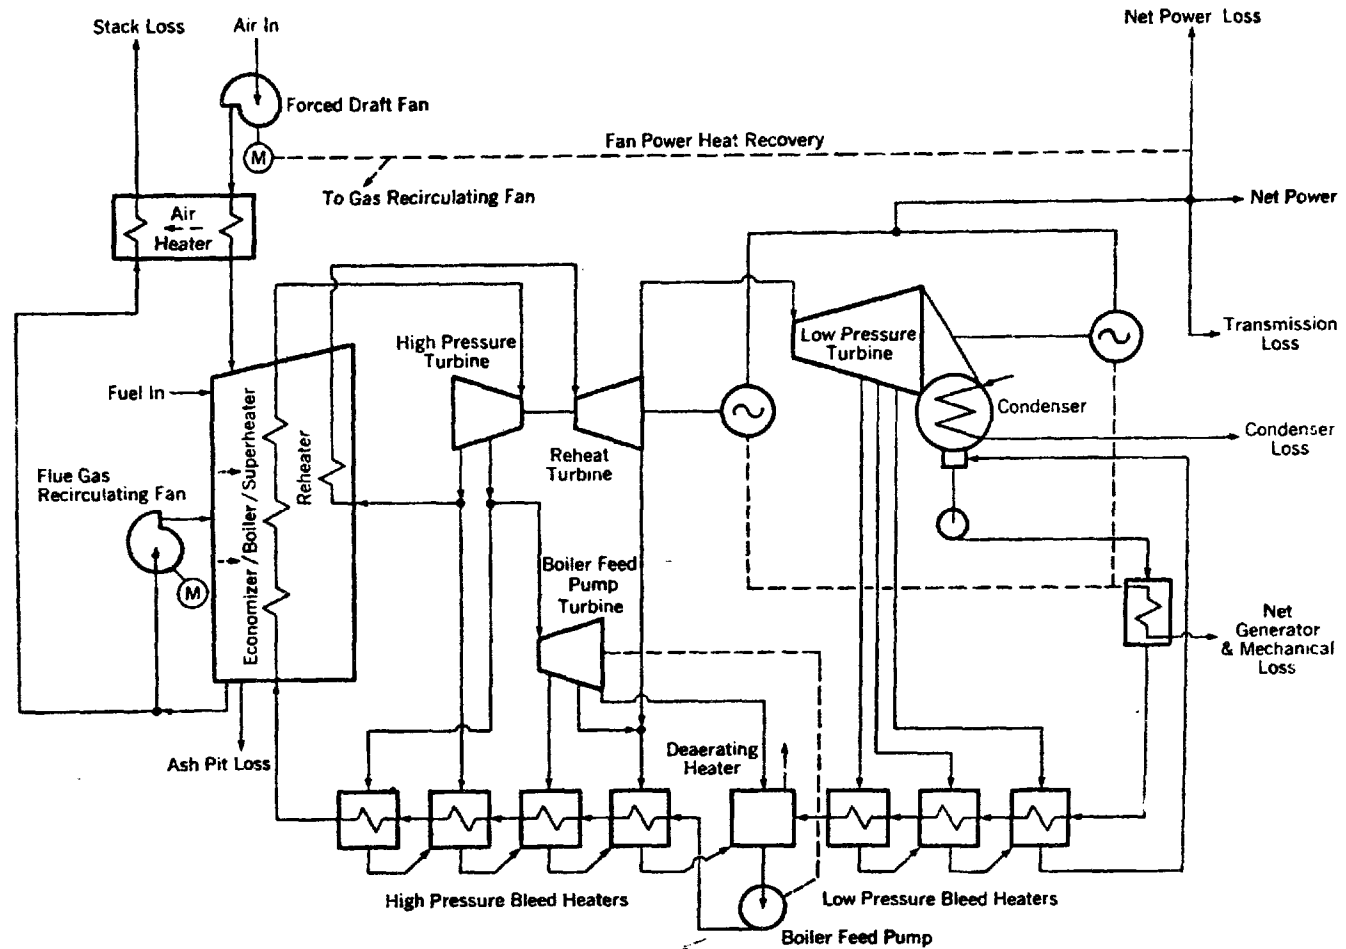 Stack Loss
Air In
Net Power Loss
Forced Draft Fan
M
Fan Power Heat Recovery
To Gas Recirculating Fan
Net Power
Air
Heater
High Pressure
Turbine
Low Pressure
Turbine
Transmission
Loss
Fuel In
Economizer/Boiler/Superheater
Reheater
Reheat
Turbine
Condenser
Condenser
Loss
Flue Gas
Recirculating Fan
M
Boiler Feed
Pump
Turbine
Net
Generator
& Mechanical
Loss
Ash Pit Loss
Deaerating
Heater
High Pressure Bleed Heaters
Low Pressure Bleed Heaters
Boiler Feed Pump